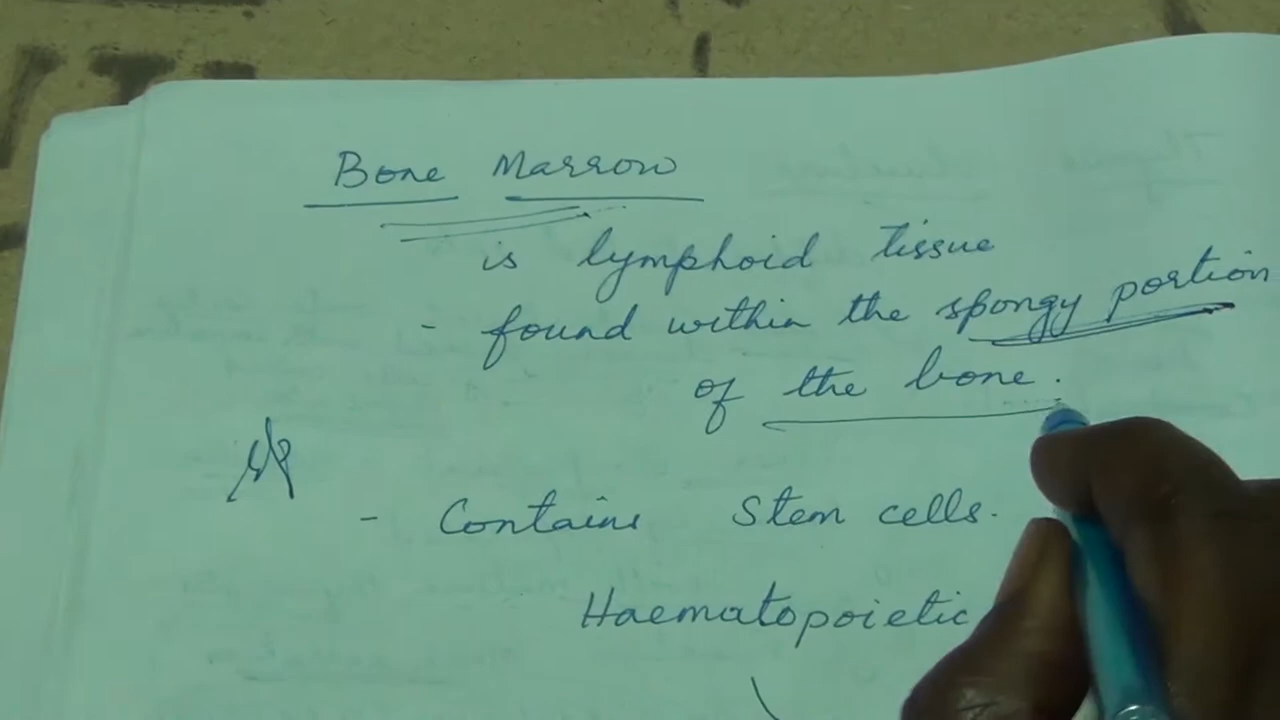 Bone Marrow
is lymphoid tissue
- found within the spongy portion
of the bone.
- Contains Stem cells.
Haematopoietic